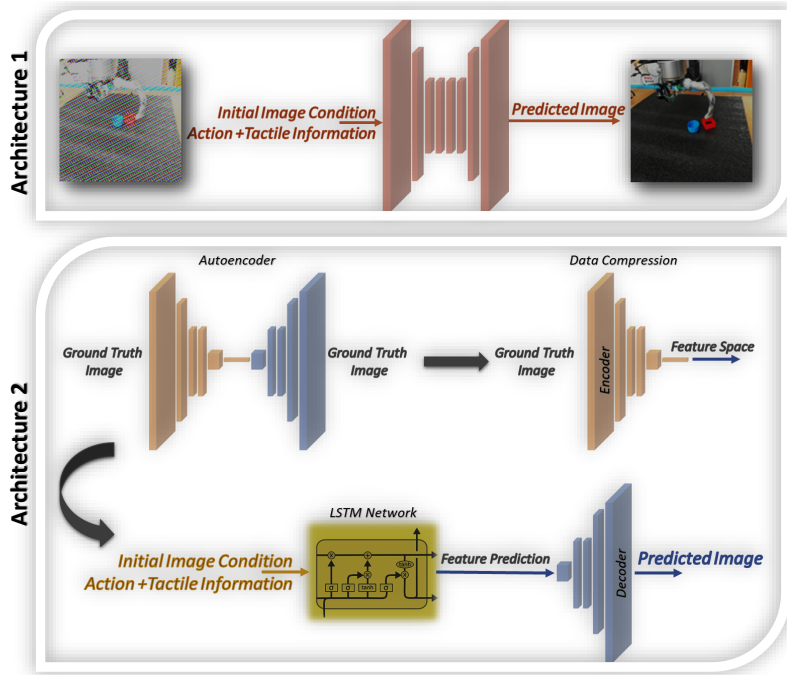 Architecture 1
Initial Image Condition
Action +Tactile Information
Predicted Image
Architecture 2
Autoencoder
Data Compression
Ground Truth
Image
Ground Truth
Image
Ground Truth
Image
Encoder
Feature Space
LSTM Network
Initial Image Condition
Action +Tactile Information
σ
σ
tanh
σ
tanh
Feature Prediction
Decoder
Predicted Image